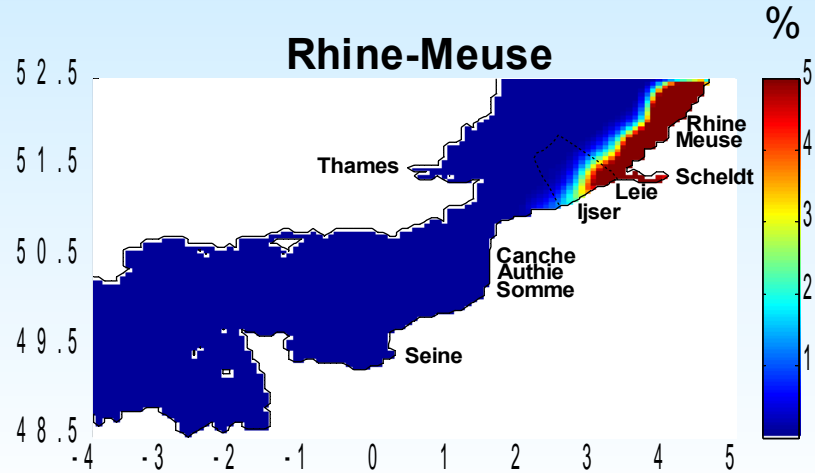 %
Rhine-Meuse
52.5
51.5
50.5
49.5
48.5
-4 -3 -2 -1 0 1 2 3 4 5
5
4
3
2
1
Rhine
Meuse
Thames
Scheldt
Leie
Ijser
Canche
Authie
Somme
Seine